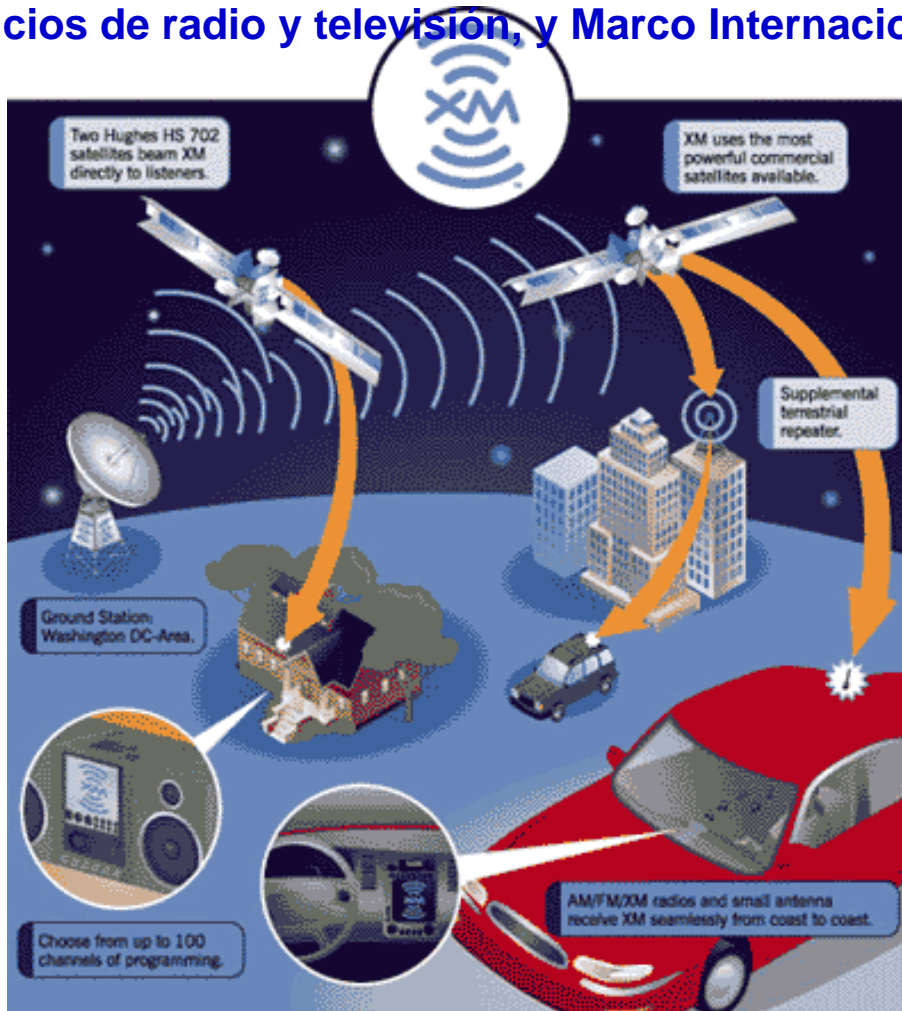 cios de radio y televisión, y Marco Internacio
XM
Two Hughes HS 702
satellites beam XM
directly to listeners.
XM uses the most
powerful commercial
satellites available.
Supplemental
terrestrial
repeater.
Ground Station:
Washington DC-Area.
AM/FM/XM radios and small antenna
receive XM seamlessly from coast to coast.
Choose from up to 100
channels of programming.